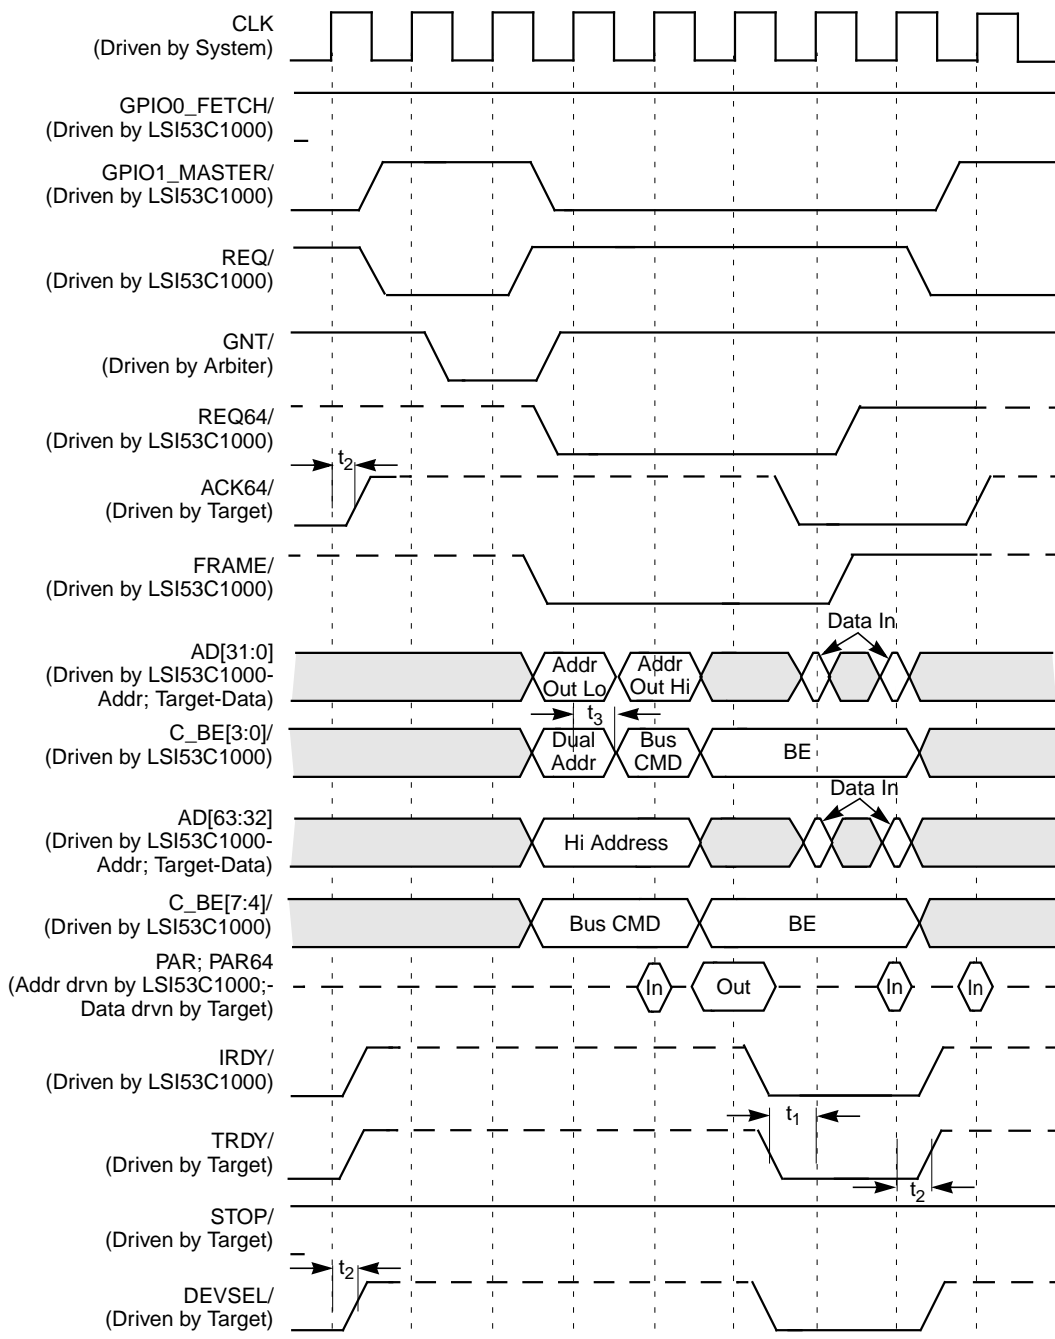 CLK
(Driven by System)
GPIO0_FETCH/
(Driven by LSI53C1000)
GPIO1_MASTER/
(Driven by LSI53C1000)
REQ/
(Driven by LSI53C1000)
GNT/
(Driven by Arbiter)
REQ64/
(Driven by LSI53C1000)
t2
ACK64/
(Driven by Target)
FRAME/
(Driven by LSI53C1000)
Data In
AD[31:0]
(Driven by LSI53C1000-
Addr; Target-Data)
Addr
Out Lo
Addr
Out Hi
t3
C_BE[3:0]/
(Driven by LSI53C1000)
Dual
Addr
Bus
CMD
BE
Data In
AD[63:32]
(Driven by LSI53C1000-
Addr; Target-Data)
Hi Address
C_BE[7:4]/
(Driven by LSI53C1000)
Bus CMD
BE
PAR; PAR64
(Addr drvn by LSI53C1000;-
Data drvn by Target)
In
Out
In
In
IRDY/
(Driven by LSI53C1000)
t1
TRDY/
(Driven by Target)
t2
STOP/
(Driven by Target)
t2
DEVSEL/
(Driven by Target)